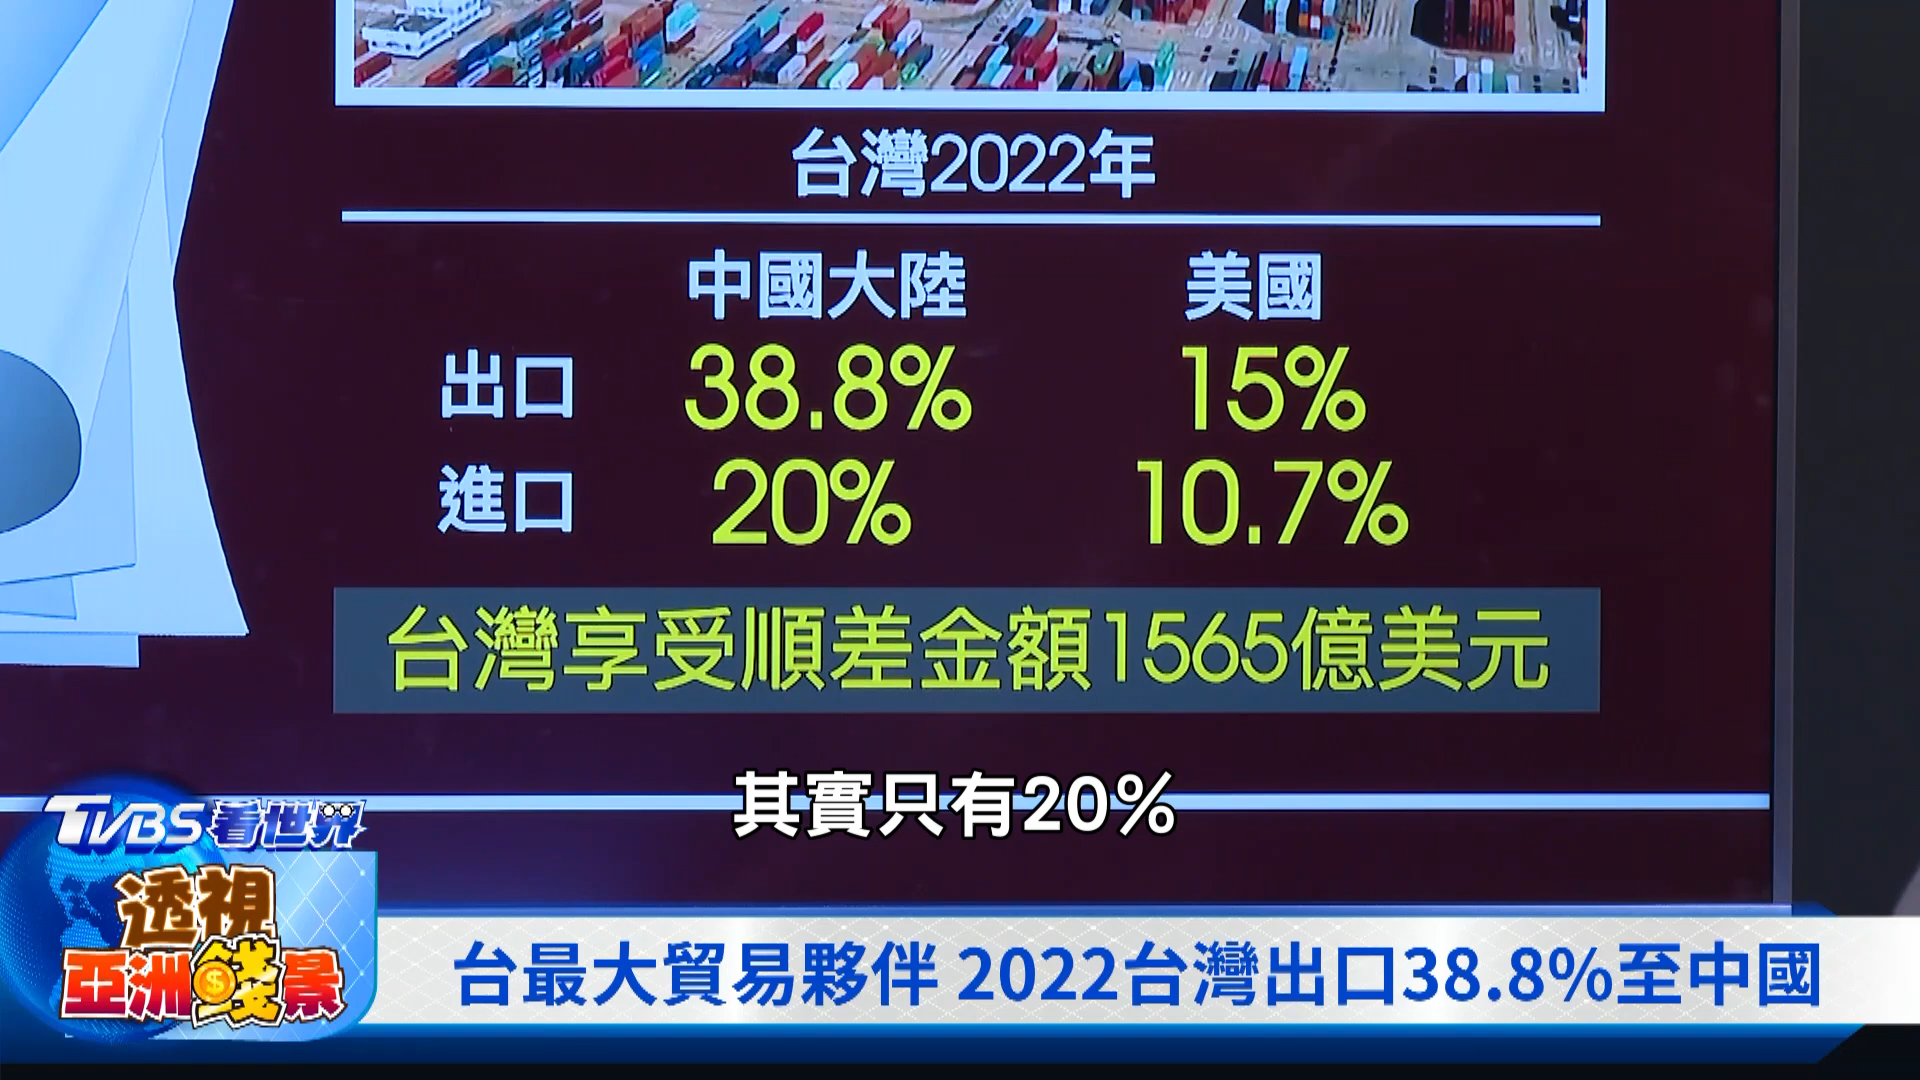 台灣2022年
中國大陸 美國
出口 38.8% 15%
進口 20% 10.7%
台灣享受順差金額1565億美元
其實只有20%
TVBS看世界
透視
亞洲錢景
台最大貿易夥伴 2022台灣出口38.8%至中國